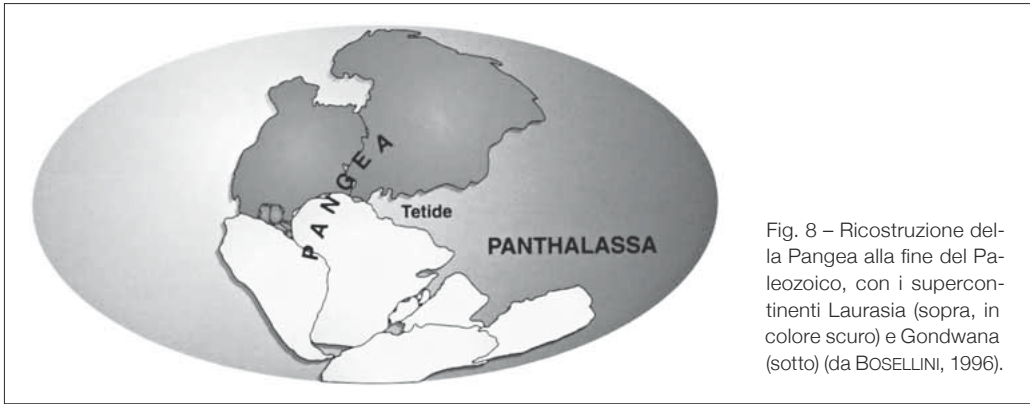 PANGEA
Tetide
PANTHALASSA
Fig. 8 – Ricostruzione del-
la Pangea alla fine del Pa-
leozoico, con i supercon-
tinenti Laurasia (sopra, in
colore scuro) e Gondwana
(sotto) (da BOSELLINI, 1996).